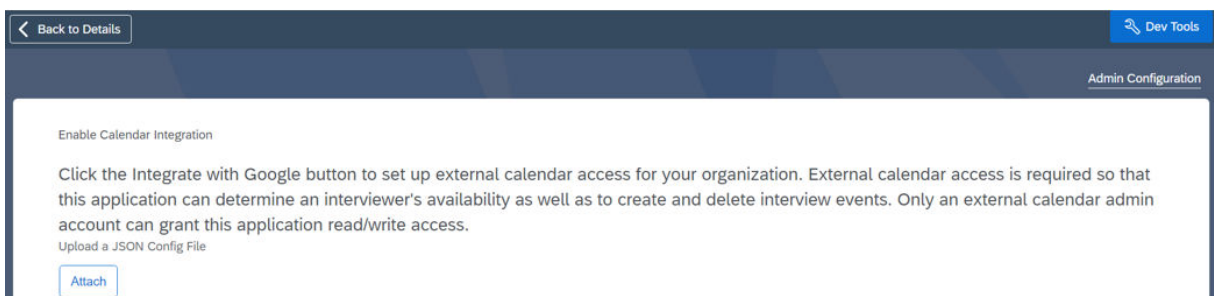 Back to Details
Dev Tools
Admin Configuration
Enable Calendar Integration
Click the Integrate with Google button to set up external calendar access for your organization. External calendar access is required so that
this application can determine an interviewer's availability as well as to create and delete interview events. Only an external calendar admin
account can grant this application read/write access.
Upload a JSON Config File
Attach